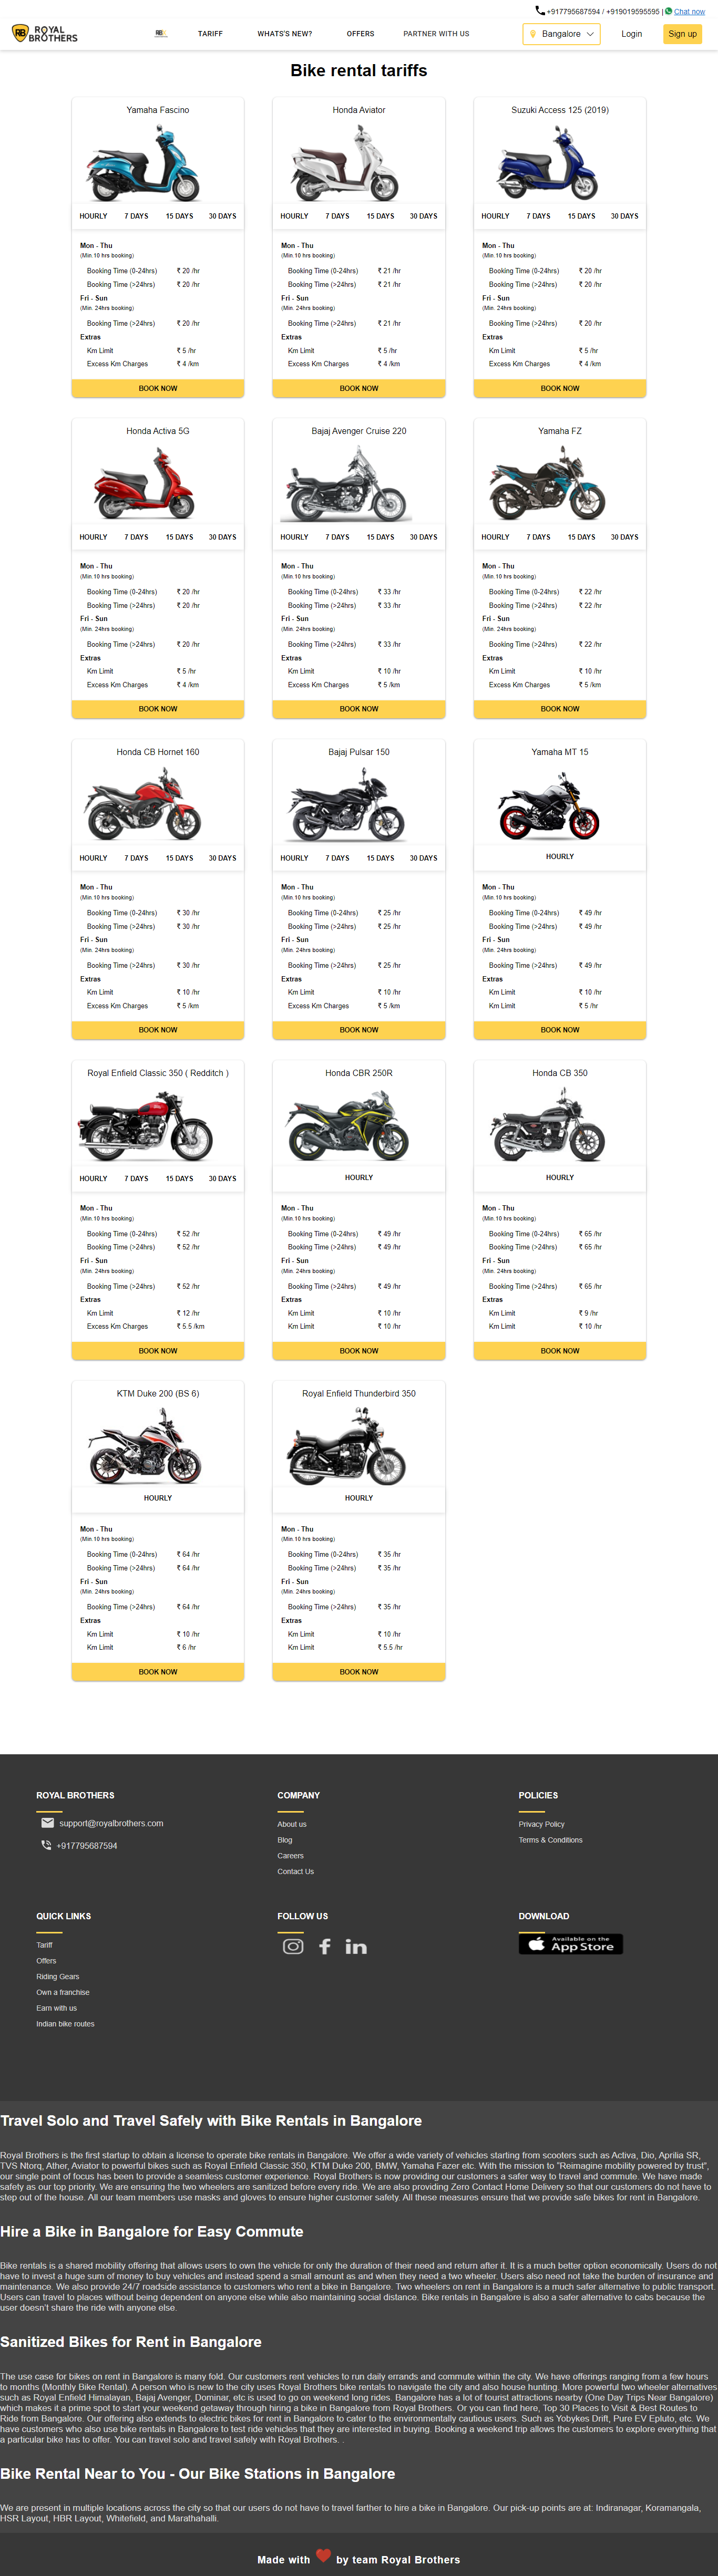 +917795687594 / +919019595595 | Chat now
RB ROYAL BROTHERS
TARIFF WHATS'S NEW? OFFERS PARTNER WITH US
Bangalore Login Sign up
Bike rental tariffs
Yamaha Fascino
HOURLY 7 DAYS 15 DAYS 30 DAYS
Mon - Thu
(Min 10 hrs booking)
Booking Time (0-24hrs) ₹ 20 /hr
Booking Time (>24hrs) ₹ 20 /hr
Fri - Sun
(Min. 24hrs booking)
Booking Time (>24hrs) ₹ 20 /hr
Extras
Km Limit ₹ 5 /hr
Excess Km Charges ₹ 4 /km
BOOK NOW
Honda Aviator
HOURLY 7 DAYS 15 DAYS 30 DAYS
Mon - Thu
(Min.10 hrs booking)
Booking Time (0-24hrs) ₹ 21 /hr
Booking Time (>24hrs) ₹ 21 /hr
Fri - Sun
(Min. 24hrs booking)
Booking Time (>24hrs) ₹ 21 /hr
Extras
Km Limit ₹ 5 /hr
Excess Km Charges ₹ 4 /km
BOOK NOW
Suzuki Access 125 (2019)
HOURLY 7 DAYS 15 DAYS 30 DAYS
Mon - Thu
(Min.10 hrs booking)
Booking Time (0-24hrs) ₹ 20 /hr
Booking Time (>24hrs) ₹ 20 /hr
Fri - Sun
(Min. 24hrs booking)
Booking Time (>24hrs) ₹ 20 /hr
Extras
Km Limit ₹ 5 /hr
Excess Km Charges ₹ 4 /km
BOOK NOW
Honda Activa 5G
HOURLY 7 DAYS 15 DAYS 30 DAYS
Mon - Thu
(Min 10 hrs booking)
Booking Time (0-24hrs) ₹ 20 /hr
Booking Time (>24hrs) ₹ 20 /hr
Fri - Sun
(Min. 24hrs booking)
Booking Time (>24hrs) ₹ 20 /hr
Extras
Km Limit ₹ 5 /hr
Excess Km Charges ₹ 4 /km
BOOK NOW
Bajaj Avenger Cruise 220
HOURLY 7 DAYS 15 DAYS 30 DAYS
Mon - Thu
(Min.10 hrs booking)
Booking Time (0-24hrs) ₹ 33 /hr
Booking Time (>24hrs) ₹ 33 /hr
Fri - Sun
(Min. 24hrs booking)
Booking Time (>24hrs) ₹ 33 /hr
Extras
Km Limit ₹ 10 /hr
Excess Km Charges ₹ 5 /km
BOOK NOW
Yamaha FZ
HOURLY 7 DAYS 15 DAYS 30 DAYS
Mon - Thu
(Min.10 hrs booking)
Booking Time (0-24hrs) ₹ 22 /hr
Booking Time (>24hrs) ₹ 22 /hr
Fri - Sun
(Min. 24hrs booking)
Booking Time (>24hrs) ₹ 22 /hr
Extras
Km Limit ₹ 10 /hr
Excess Km Charges ₹ 5 /km
BOOK NOW
Honda CB Hornet 160
HOURLY 7 DAYS 15 DAYS 30 DAYS
Mon - Thu
(Min.10 hrs booking)
Booking Time (0-24hrs) ₹ 30 /hr
Booking Time (>24hrs) ₹ 30 /hr
Fri - Sun
(Min. 24hrs booking)
Booking Time (>24hrs) ₹ 30 /hr
Extras
Km Limit ₹ 10 /hr
Excess Km Charges ₹ 5 /km
BOOK NOW
Bajaj Pulsar 150
HOURLY 7 DAYS 15 DAYS 30 DAYS
Mon - Thu
(Min.10 hrs booking)
Booking Time (0-24hrs) ₹ 25 /hr
Booking Time (>24hrs) ₹ 25 /hr
Fri - Sun
(Min. 24hrs booking)
Booking Time (>24hrs) ₹ 25 /hr
Extras
Km Limit ₹ 10 /hr
Excess Km Charges ₹ 5 /km
BOOK NOW
Yamaha MT 15
HOURLY
Mon - Thu
(Min.10 hrs booking)
Booking Time (0-24hrs) ₹ 49 /hr
Booking Time (>24hrs) ₹ 49 /hr
Fri - Sun
(Min. 24hrs booking)
Booking Time (>24hrs) ₹ 49 /hr
Extras
Km Limit ₹ 10 /hr
Km Limit ₹ 5 /hr
BOOK NOW
Royal Enfield Classic 350 ( Redditch )
HOURLY 7 DAYS 15 DAYS 30 DAYS
Mon - Thu
(Min.10 hrs booking)
Booking Time (0-24hrs) ₹ 52 /hr
Booking Time (>24hrs) ₹ 52 /hr
Fri - Sun
(Min. 24hrs booking)
Booking Time (>24hrs) ₹ 52 /hr
Extras
Km Limit ₹ 12 /hr
Excess Km Charges ₹ 5.5 /km
BOOK NOW
Honda CBR 250R
HOURLY
Mon - Thu
(Min.10 hrs booking)
Booking Time (0-24hrs) ₹ 49 /hr
Booking Time (>24hrs) ₹ 49 /hr
Fri - Sun
(Min. 24hrs booking)
Booking Time (>24hrs) ₹ 49 /hr
Extras
Km Limit ₹ 10 /hr
Km Limit ₹ 10 /hr
BOOK NOW
Honda CB 350
HOURLY
Mon - Thu
(Min.10 hrs booking)
Booking Time (0-24hrs) ₹ 65 /hr
Booking Time (>24hrs) ₹ 65 /hr
Fri - Sun
(Min. 24hrs booking)
Booking Time (>24hrs) ₹ 65 /hr
Extras
Km Limit ₹ 9 /hr
Km Limit ₹ 10 /hr
BOOK NOW
KTM Duke 200 (BS 6)
HOURLY
Mon - Thu
(Min.10 hrs booking)
Booking Time (0-24hrs) ₹ 64 /hr
Booking Time (>24hrs) ₹ 64 /hr
Fri - Sun
(Min. 24hrs booking)
Booking Time (>24hrs) ₹ 64 /hr
Extras
Km Limit ₹ 10 /hr
Km Limit ₹ 6 /hr
BOOK NOW
Royal Enfield Thunderbird 350
HOURLY
Mon - Thu
(Min.10 hrs booking)
Booking Time (0-24hrs) ₹ 35 /hr
Booking Time (>24hrs) ₹ 35 /hr
Fri - Sun
(Min. 24hrs booking)
Booking Time (>24hrs) ₹ 35 /hr
Extras
Km Limit ₹ 10 /hr
Km Limit ₹ 5.5 /hr
BOOK NOW
ROYAL BROTHERS
support@royalbrothers.com
+917795687594
COMPANY
About us
Blog
Careers
Contact Us
POLICIES
Privacy Policy
Terms & Conditions
QUICK LINKS
Tariff
Offers
Riding Gears
Own a franchise
Earn with us
Indian bike routes
FOLLOW US
DOWNLOAD
Available on the
App Store
Travel Solo and Travel Safely with Bike Rentals in Bangalore
Royal Brothers is the first startup to obtain a license to operate bike rentals in Bangalore. We offer a wide variety of vehicles starting from scooters such as Activa, Dio, Aprilia SR,
TVS Ntorq, Ather, Aviator to powerful bikes such as Royal Enfield Classic 350, KTM Duke 200, BMW, Yamaha Fazer etc. With the mission to "Reimagine mobility powered by trust",
our single point of focus has been to provide a seamless customer experience. Royal Brothers is now providing our customers a safer way to travel and commute. We have made
safety as our top priority. We are ensuring the two wheelers are sanitized before every ride. We are also providing Zero Contact Home Delivery so that our customers do not have to
step out of the house. All our team members use masks and gloves to ensure higher customer safety. All these measures ensure that we provide safe bikes for rent in Bangalore.
Hire a Bike in Bangalore for Easy Commute
Bike rentals is a shared mobility offering that allows users to own the vehicle for only the duration of their need and return after it. It is a much better option economically. Users do not
have to invest a huge sum of money to buy vehicles and instead spend a small amount as and when they need a two wheeler. Users also need not take the burden of insurance and
maintenance. We also provide 24/7 roadside assistance to customers who rent a bike in Bangalore. Two wheelers on rent in Bangalore is a much safer alternative to public transport.
Users can travel to places without being dependent on anyone else while also maintaining social distance. Bike rentals in Bangalore is also a safer alternative to cabs because the
user doesn't share the ride with anyone else.
Sanitized Bikes for Rent in Bangalore
The use case for bikes on rent in Bangalore is many fold. Our customers rent vehicles to run daily errands and commute within the city. We have offerings ranging from a few hours
to months (Monthly Bike Rental). A person who is new to the city uses Royal Brothers bike rentals to navigate the city and also house hunting. More powerful two wheeler alternatives
such as Royal Enfield Himalayan, Bajaj Avenger, Dominar, etc is used to go on weekend long rides. Bangalore has a lot of tourist attractions nearby (One Day Trips Near Bangalore)
which makes it a prime spot to start your weekend getaway through hiring a bike in Bangalore from Royal Brothers. Or you can find here, Top 30 Places to Visit & Best Routes to
Ride from Bangalore. Our offering also extends to electric bikes for rent in Bangalore to cater to the environmentally cautious users. Such as Yobykes Drift, Pure EV Epluto, etc. We
have customers who also use bike rentals in Bangalore to test ride vehicles that they are interested in buying. Booking a weekend trip allows the customers to explore everything that
a particular bike has to offer. You can travel solo and travel safely with Royal Brothers. .
Bike Rental Near to You - Our Bike Stations in Bangalore
We are present in multiple locations across the city so that our users do not have to travel farther to hire a bike in Bangalore. Our pick-up points are at: Indiranagar, Koramangala,
HSR Layout, HBR Layout, Whitefield, and Marathahalli.
Made with by team Royal Brothers